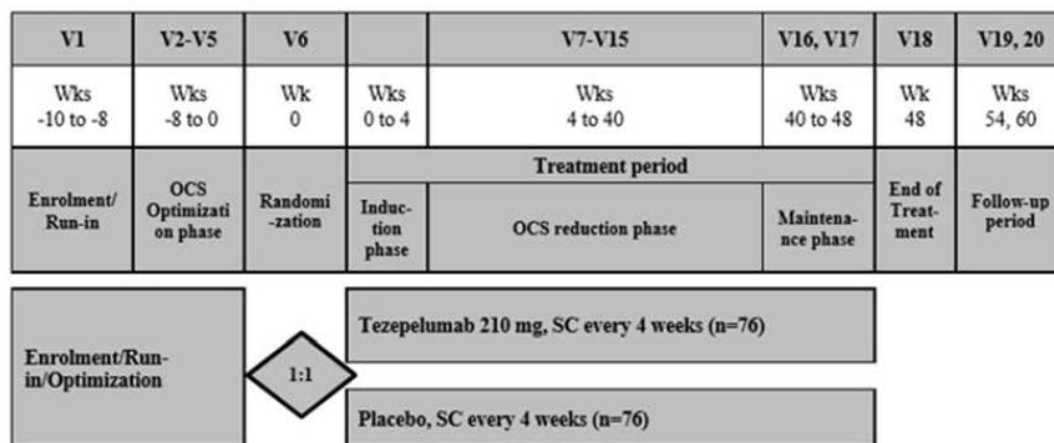 V1 V2-V5 V6 V7-V15 V16, V17 V18 V19, 20
Wks Wks Wk Wks Wks Wks Wk Wks
-10 to -8 -8 to 0 0 0 to 4 4 to 40 40 to 48 48 54, 60
Treatment period
Enrolment/
Run-in
OCS
Optimizati
on phase
Randomi
-zation
Induc-
tion
phase
OCS reduction phase
Maintena-
nce phase
End of
Treat-
ment
Follow-up
period
Enrolment/Run-
in/Optimization
1:1
Tezepelumab 210 mg, SC every 4 weeks (n=76)
Placebo, SC every 4 weeks (n=76)